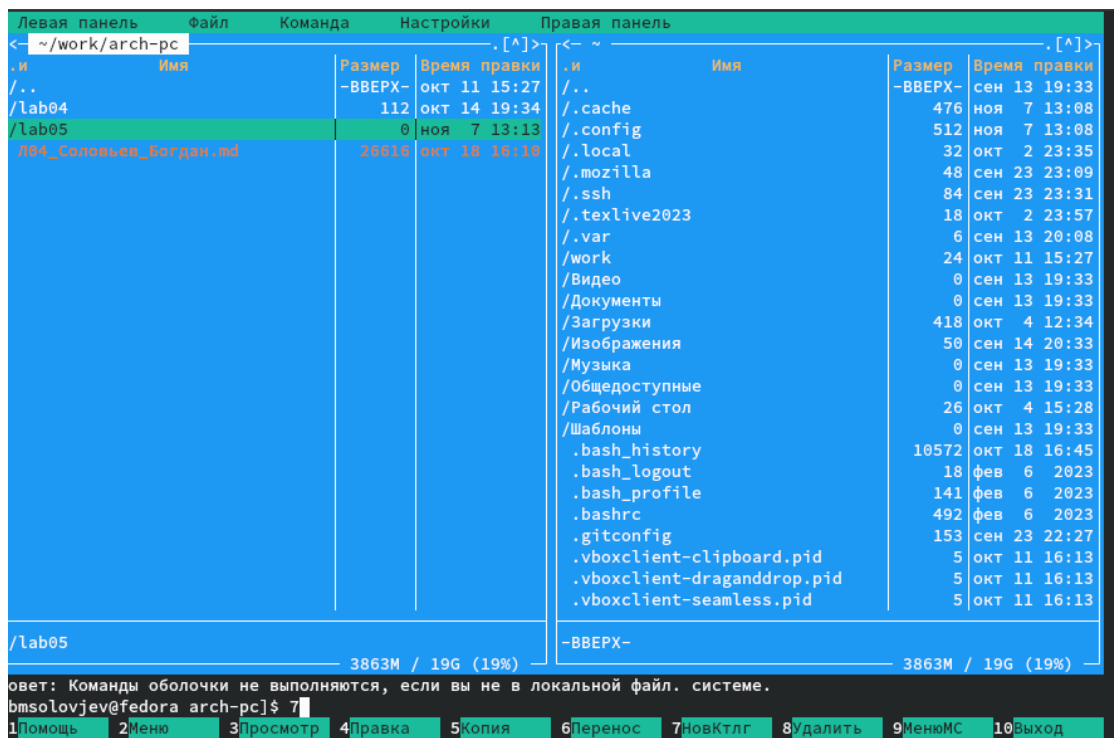 Левая панель Файл Команда Настройки Правая панель
<— ~/work/arch-pc .[^]>
.и Имя Размер Время правки
/.. -ВВЕРХ- окт 11 15:27
/lab04 112 окт 14 19:34
/lab05 0 ноя 7 13:13
Л04_Соловьев_Богдан.md 26616 окт 18 16:18
/lab05
3863M / 19G (19%)
<— ~ .[^]>
.и Имя Размер Время правки
/.. -ВВЕРХ- сен 13 19:33
/.cache 476 ноя 7 13:08
/.config 512 ноя 7 13:08
/.local 32 окт 2 23:35
/.mozilla 48 сен 23 23:09
/.ssh 84 сен 23 23:31
/.texlive2023 18 окт 2 23:57
/.var 6 сен 13 20:08
/work 24 окт 11 15:27
/Видео 0 сен 13 19:33
/Документы 0 сен 13 19:33
/Загрузки 418 окт 4 12:34
/Изображения 50 сен 14 20:33
/Музыка 0 сен 13 19:33
/Общедоступные 0 сен 13 19:33
/Рабочий стол 26 окт 4 15:28
/Шаблоны 0 сен 13 19:33
.bash_history 10572 окт 18 16:45
.bash_logout 18 фев 6 2023
.bash_profile 141 фев 6 2023
.bashrc 492 фев 6 2023
.gitconfig 153 сен 23 22:27
.vboxclient-clipboard.pid 5 окт 11 16:13
.vboxclient-draganddrop.pid 5 окт 11 16:13
.vboxclient-seamless.pid 5 окт 11 16:13
-ВВЕРХ-
3863M / 19G (19%)
овет: Команды оболочки не выполняются, если вы не в локальной файл. системе.
bmsolovjev@fedora arch-pc]$ 7
1Помощь 2Меню 3Просмотр 4Правка 5Копия 6Перенос 7НовКтлг 8Удалить 9МенюМС 10Выход